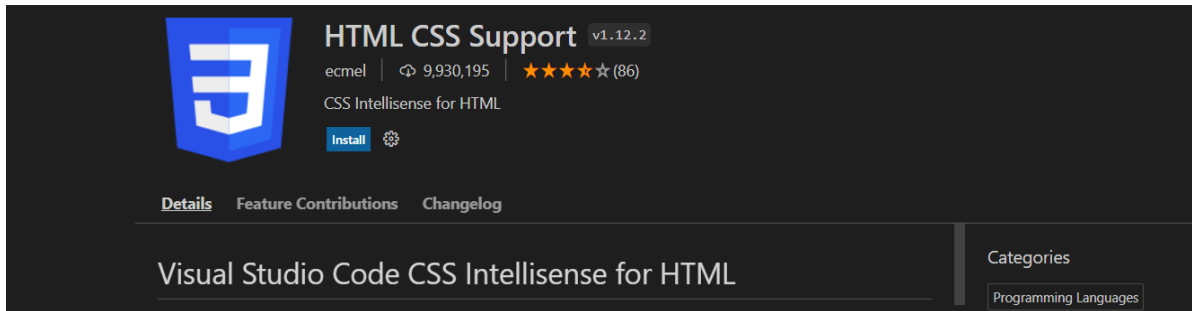 HTML CSS Support v1.12.2
ecmel 9,930,195 (86)
CSS Intellisense for HTML
Install
Details Feature Contributions Changelog
Visual Studio Code CSS Intellisense for HTML
Categories
Programming Languages